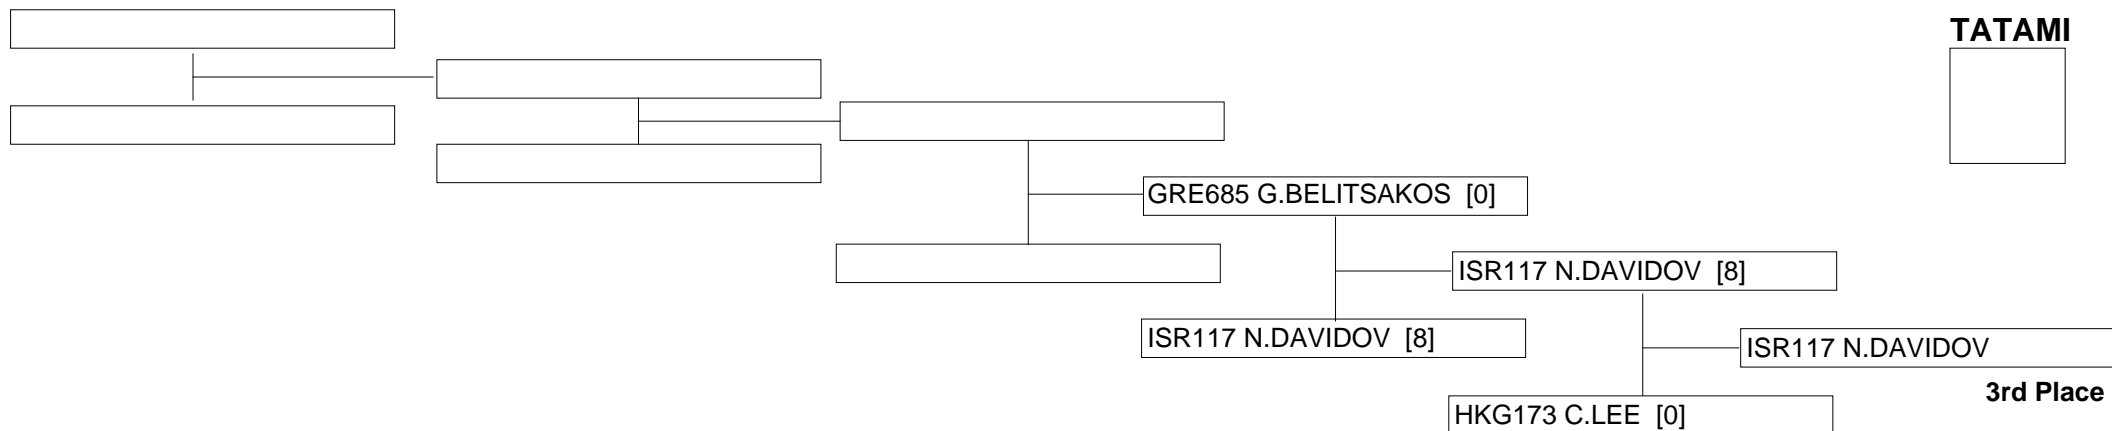 TATAMI
GRE685 G.BELITSAKOS [0]
ISR117 N.DAVIDOV [8]
ISR117 N.DAVIDOV [8]
ISR117 N.DAVIDOV
3rd Place
HKG173 C.LEE [0]